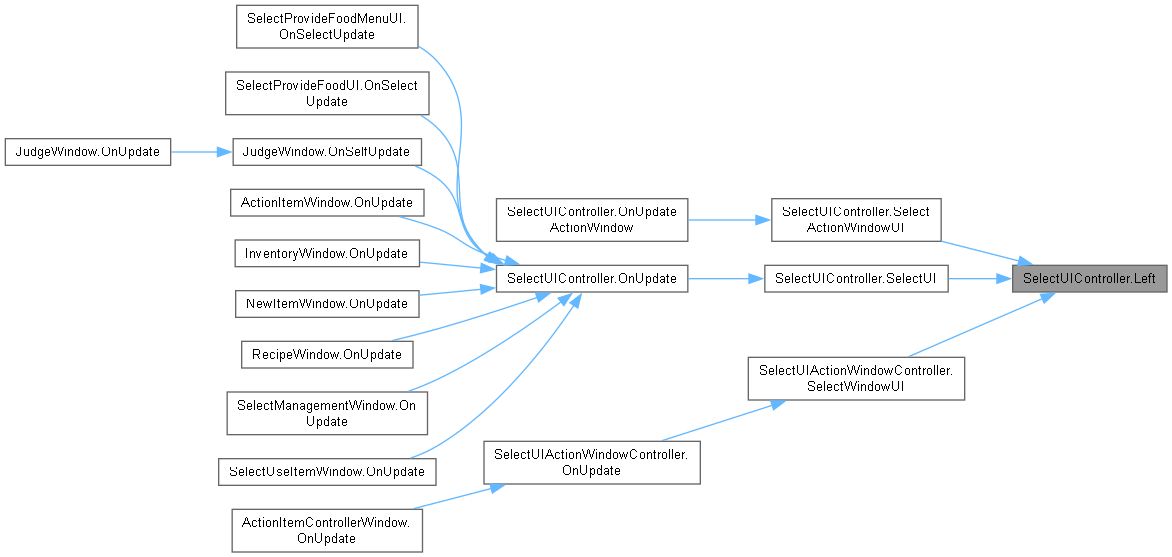 SelectProvideFoodMenuUI.
OnSelectUpdate
SelectProvideFoodUI.OnSelect
Update
JudgeWindow.OnUpdate
JudgeWindow.OnSelfUpdate
ActionItemWindow.OnUpdate
SelectUIController.OnUpdate
ActionWindow
SelectUIController.Select
ActionWindowUI
InventoryWindow.OnUpdate
SelectUIController.OnUpdate
SelectUIController.SelectUI
SelectUIController.Left
NewItemWindow.OnUpdate
RecipeWindow.OnUpdate
SelectUIActionWindowController.
SelectWindowUI
SelectManagementWindow.On
Update
SelectUIActionWindowController.
OnUpdate
SelectUseItemWindow.OnUpdate
ActionItemControllerWindow.
OnUpdate